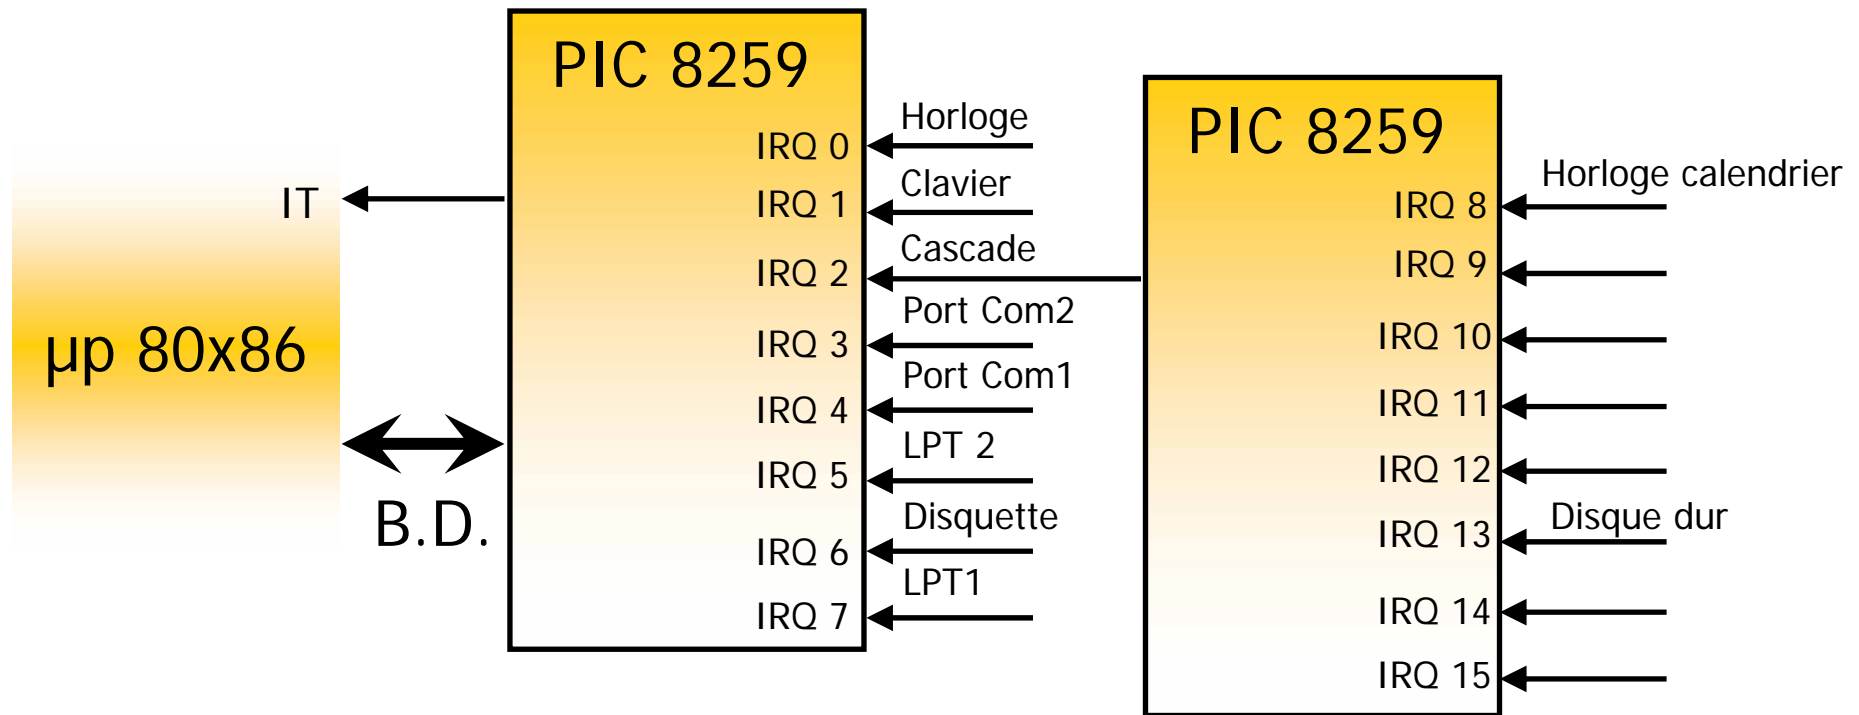 µp 80x86
IT
B.D.
PIC 8259
IRQ 0
Horloge
IRQ 1
Clavier
IRQ 2
Cascade
IRQ 3
Port Com2
IRQ 4
Port Com1
IRQ 5
LPT 2
IRQ 6
Disquette
IRQ 7
LPT1
PIC 8259
IRQ 8
Horloge calendrier
IRQ 9
IRQ 10
IRQ 11
IRQ 12
IRQ 13
Disque dur
IRQ 14
IRQ 15